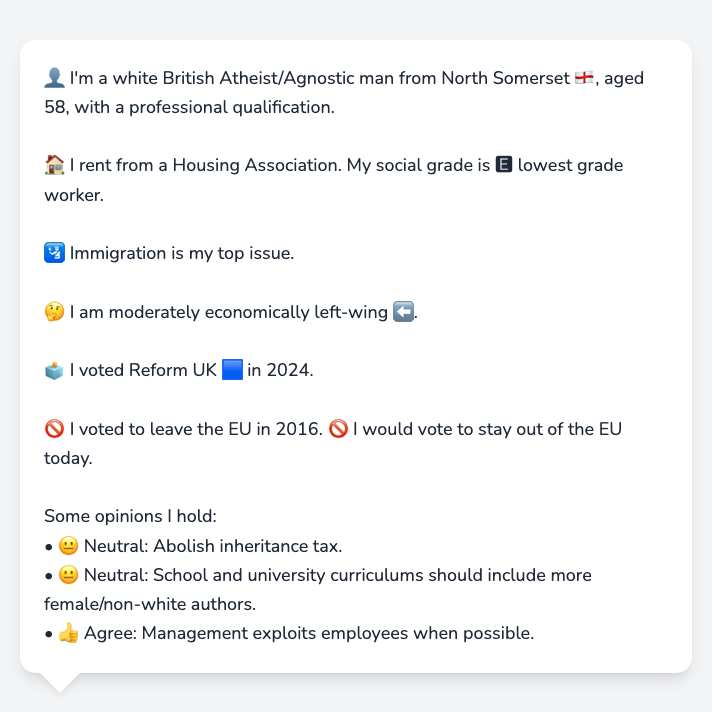 👤 I'm a white British Atheist/Agnostic man from North Somerset 🏴󠁧󠁢󠁥󠁮󠁧󠁿, aged
58, with a professional qualification.
🏠 I rent from a Housing Association. My social grade is 🅴 lowest grade
worker.
🛂 Immigration is my top issue.
🤔 I am moderately economically left-wing ⬅️.
🗳️ I voted Reform UK 🟦 in 2024.
🚫 I voted to leave the EU in 2016. 🚫 I would vote to stay out of the EU
today.
Some opinions I hold:
• 😐 Neutral: Abolish inheritance tax.
• 😐 Neutral: School and university curriculums should include more
female/non-white authors.
• 👍 Agree: Management exploits employees when possible.